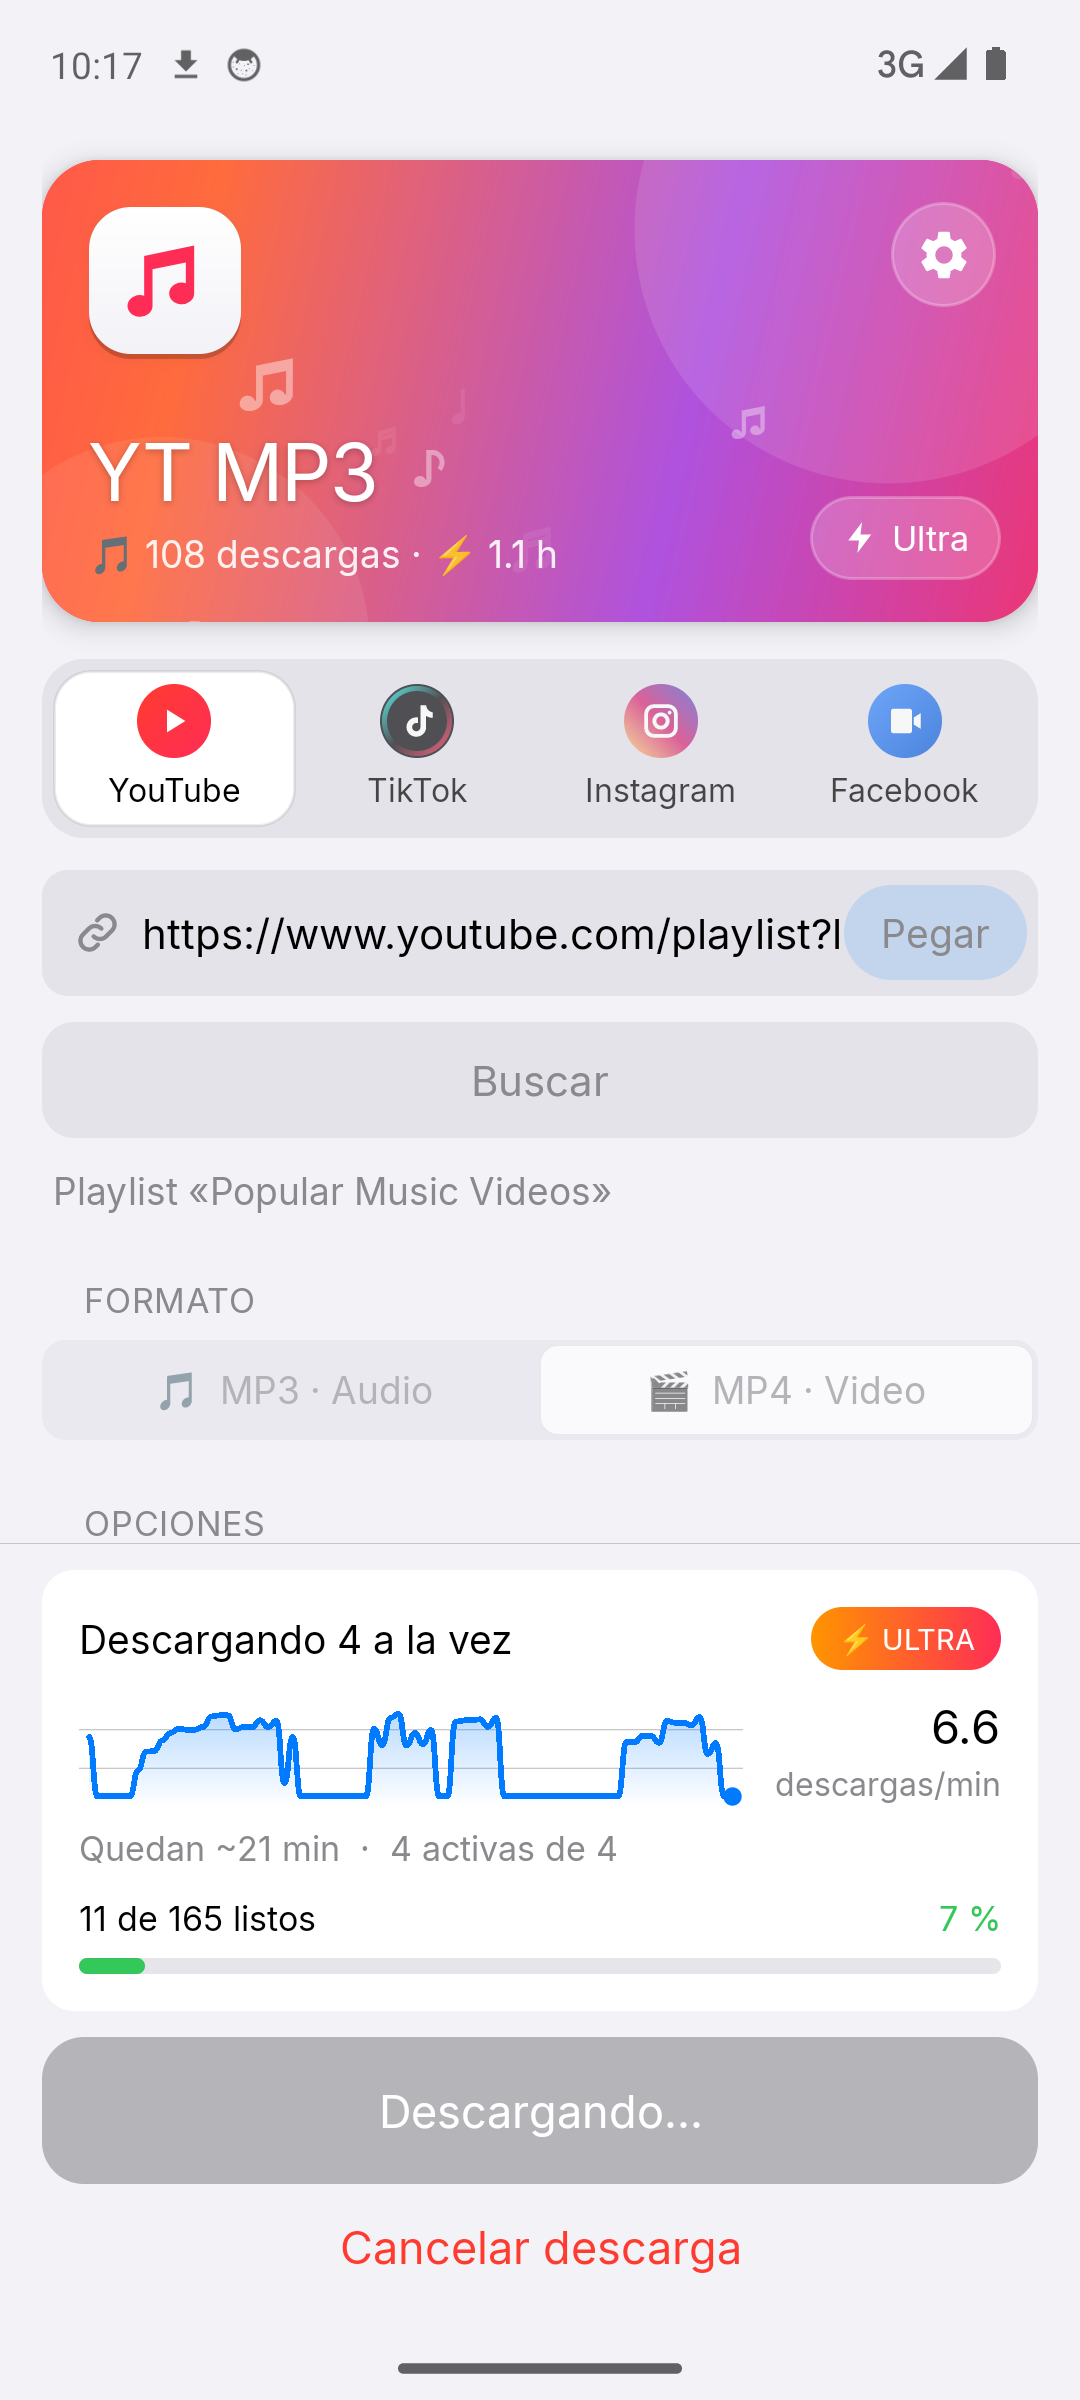 10:17
3G
YT MP3
🎵 108 descargas · ⚡ 1.1 h
Ultra
YouTube
TikTok
Instagram
Facebook
https://www.youtube.com/playlist?l
Pegar
Buscar
Playlist «Popular Music Videos»
FORMATO
🎵 MP3 · Audio
🎬 MP4 · Video
OPCIONES
Descargando 4 a la vez
⚡ ULTRA
6.6
descargas/min
Quedan ~21 min · 4 activas de 4
11 de 165 listos
7 %
Descargando...
Cancelar descarga